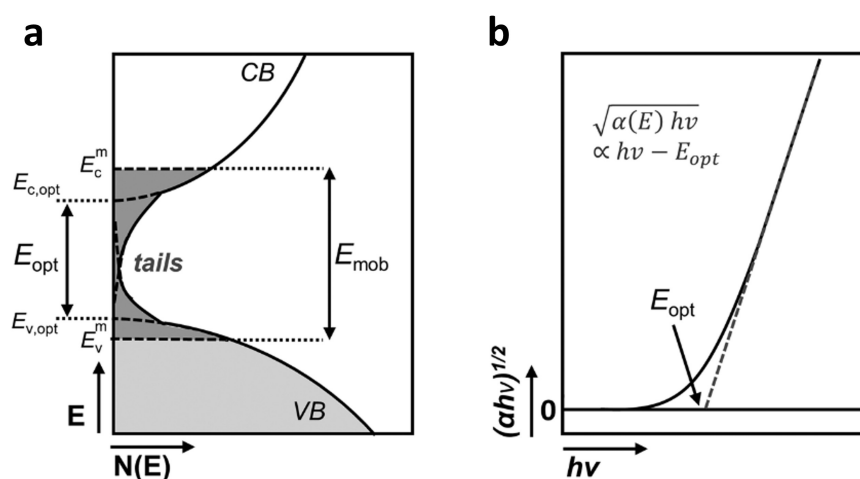 a
CB
E_c^m
E_c,opt
E_opt
tails
E_mob
E_v,opt
E_v^m
E
VB
N(E)
b
√α(E) hν
∝ hν − E_opt
E_opt
(αhν)^1/2
0
hν